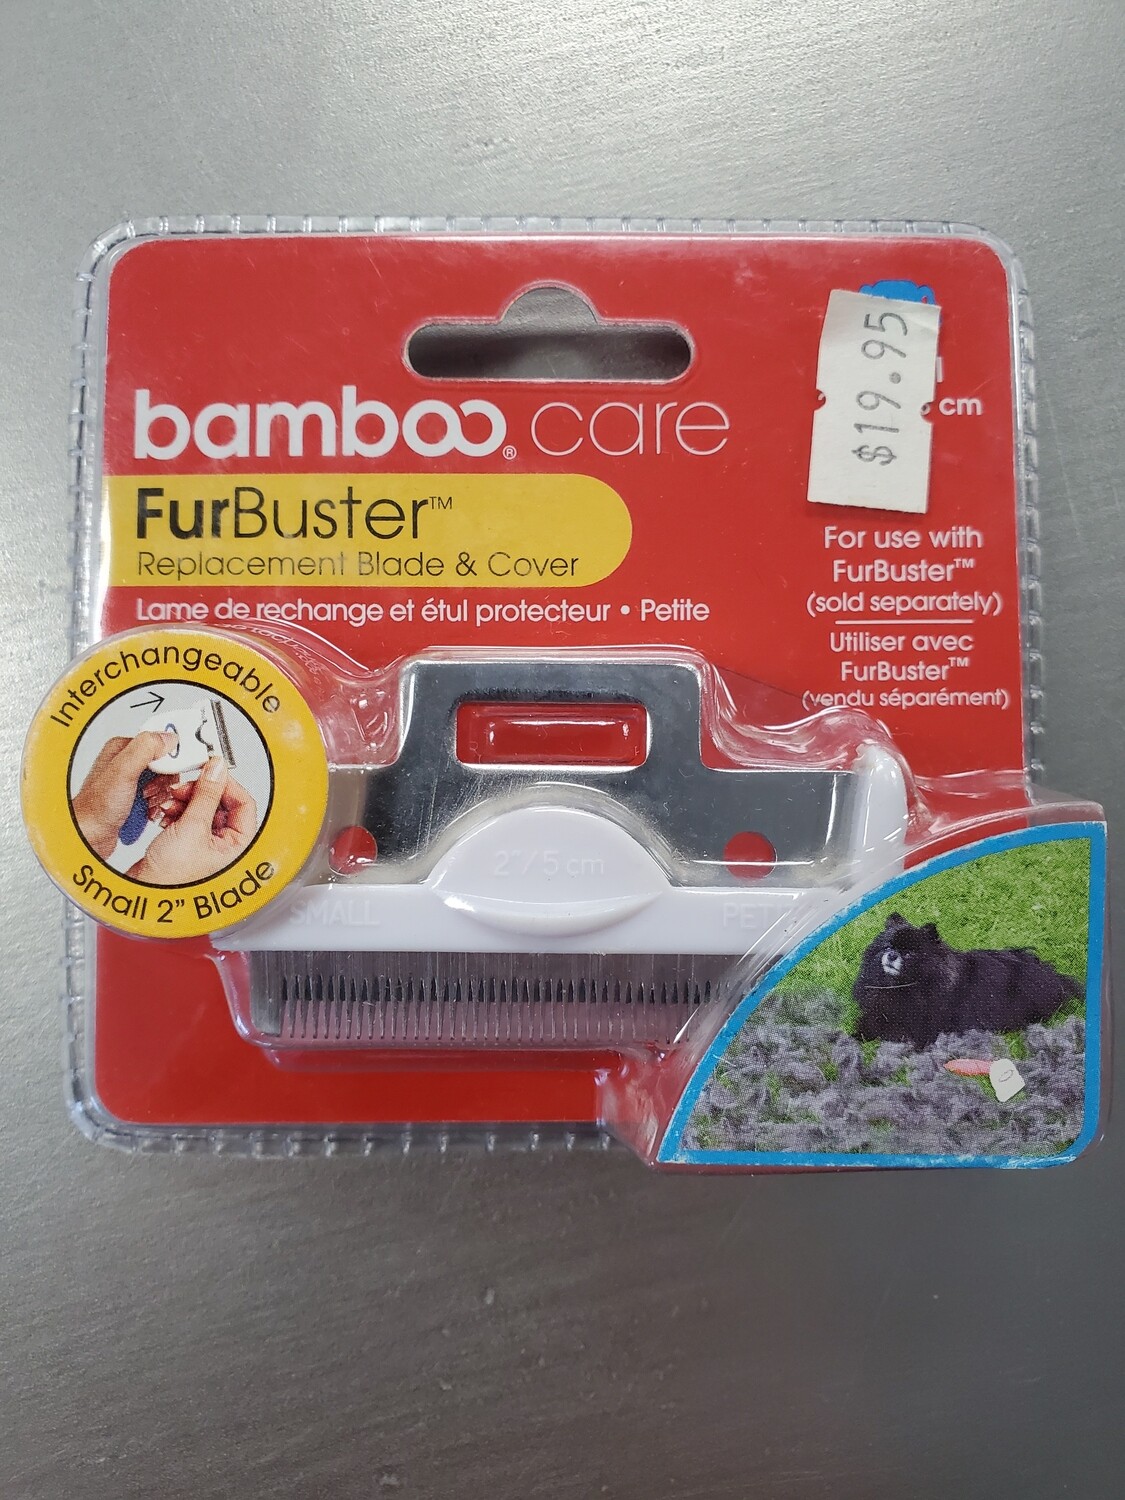 $19.95
cm
bamboo® care
FurBuster™
Replacement Blade & Cover
Lame de rechange et étui protecteur • Petite
For use with
FurBuster™
(sold separately)
Utiliser avec
FurBuster™
(vendu séparément)
Interchangeable
Small 2" Blade
2"/5 cm
SMALL